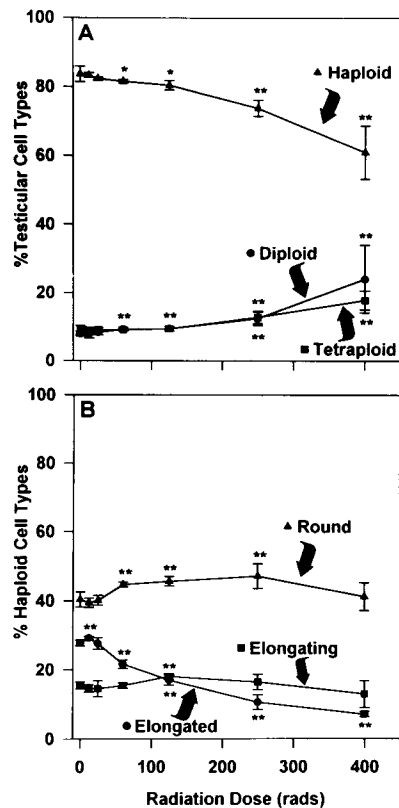 A
100
80
60
40
20
0
%Testicular Cell Types
* * ** **
▲ Haploid
● Diploid
** ** ** **
** **
■ Tetraploid
B
100
80
60
40
20
0
% Haploid Cell Types
** ** **
▲ Round
** ** **
■ Elongating
** ** **
● Elongated
0 100 200 300 400
Radiation Dose (rads)